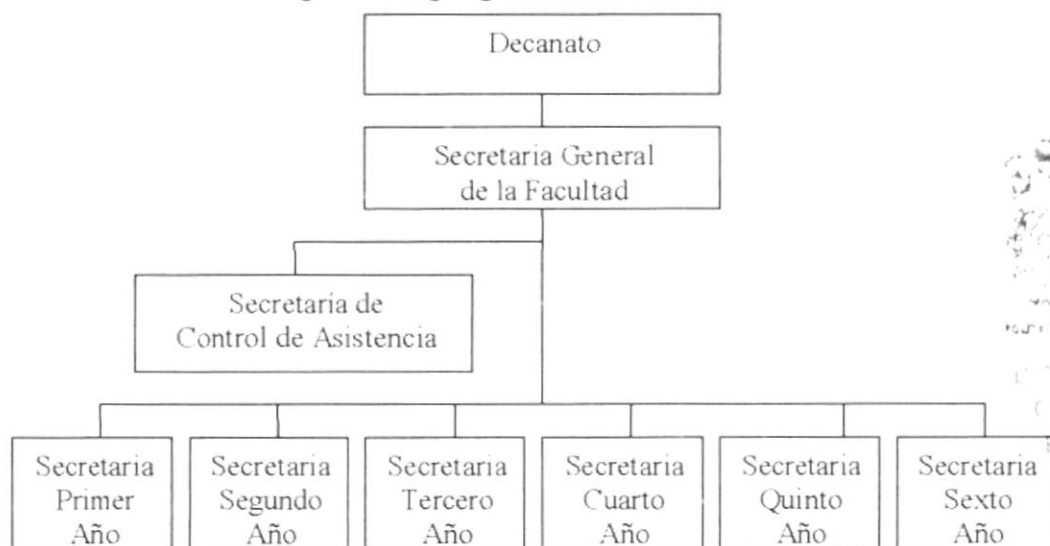 Decanato
Secretaria General
de la Facultad
Secretaria de
Control de Asistencia
Secretaria
Primer
Año
Secretaria
Segundo
Año
Secretaria
Tercero
Año
Secretaria
Cuarto
Año
Secretaria
Quinto
Año
Secretaria
Sexto
Año